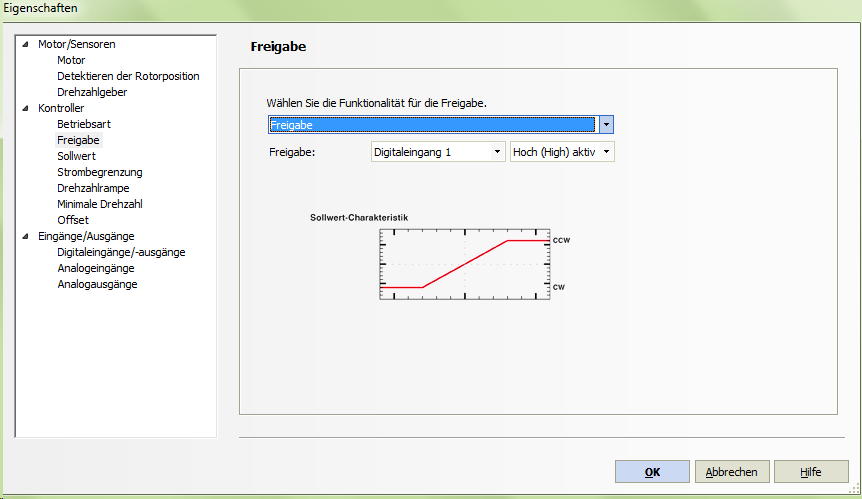 Eigenschaften
Motor/Sensoren
Motor
Detektieren der Rotorposition
Drehzahlgeber
Kontroller
Betriebsart
Freigabe
Sollwert
Strombegrenzung
Drehzahlrampe
Minimale Drehzahl
Offset
Eingänge/Ausgänge
Digitaleingänge/-ausgänge
Analogeingänge
Analogausgänge
Freigabe
Wählen Sie die Funktionalität für die Freigabe.
Freigabe
Freigabe: Digitaleingang 1 Hoch (High) aktiv
Sollwert-Charakteristik
CCW
CW
OK Abbrechen Hilfe